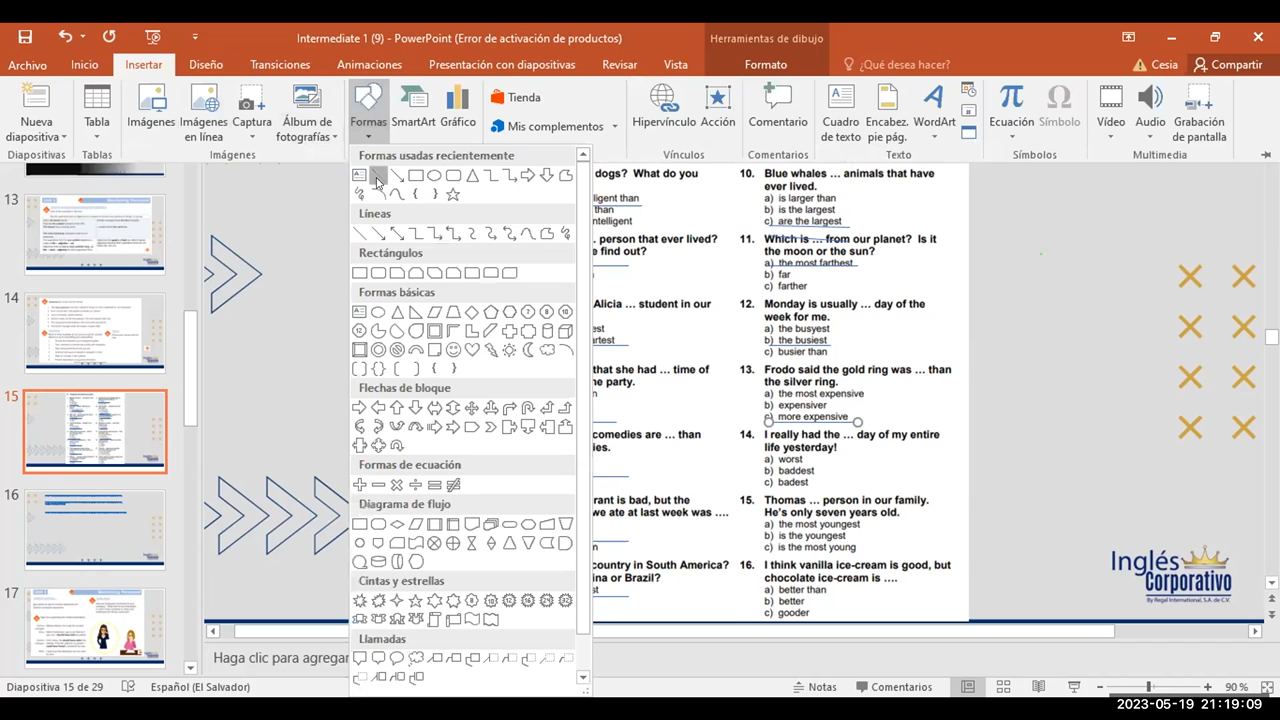 Intermediate 1 (9) - PowerPoint (Error de activación de productos)
Herramientas de dibujo
Archivo Inicio Insertar Diseño Transiciones Animaciones Presentación con diapositivas Revisar Vista Formato ¿Qué desea hacer? Cesia Compartir
Nueva diapositiva
Tabla
Imágenes
Imágenes en línea
Captura
Álbum de fotografías
Formas
SmartArt
Gráfico
Tienda
Mis complementos
Hipervínculo
Acción
Comentario
Cuadro de texto
Encabez. pie pág.
WordArt
Ecuación
Símbolo
Vídeo
Audio
Grabación de pantalla
Diapositivas Tablas Imágenes Vínculos Comentarios Texto Símbolos Multimedia
Formas usadas recientemente
Líneas
Rectángulos
Formas básicas
Flechas de bloque
Formas de ecuación
Diagrama de flujo
Cintas y estrellas
Llamadas
13
14
15
16
17
dogs? What do you
ligent than
than
ntelligent
. person that ever lived?
e find out?
Alicia ... student in our
est
artest
that she had ... time of
e party.
comedies are ... than
ies.
rant is bad, but the
we ate at last week was ....
n
country in South America?
ina or Brazil?
st
10. Blue whales ... animals that have
ever lived.
a) is larger than
b) is the largest
c) are the largest
11. Which is ... from our planet? Is it
the moon or the sun?
a) the most farthest
b) far
c) farther
12. Monday is usually ... day of the
week for me.
a) the busyest
b) the busiest
c) busier than
13. Frodo said the gold ring was ... than
the silver ring.
a) the most expensive
b) expensiver
c) more expensive
14. I really had the ... day of my entire
life yesterday!
a) worst
b) baddest
c) badest
15. Thomas ... person in our family.
He's only seven years old.
a) the most youngest
b) is the youngest
c) is the most young
16. I think vanilla ice-cream is good, but
chocolate ice-cream is ....
a) better than
b) better
c) gooder
Inglés
Corporativo
By Regal International, S.A. de C.V.
Haga clic para agregar
Diapositiva 15 de 29 Español (El Salvador) Notas Comentarios 90 %
2023-05-19 21:19:09